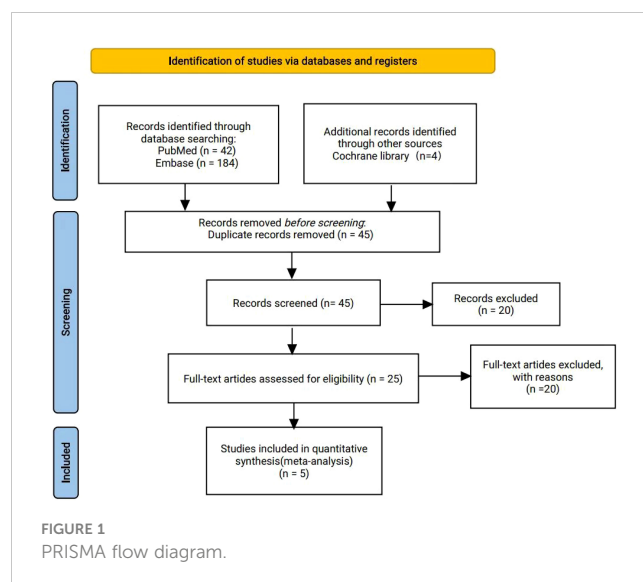 Identification of studies via databases and registers
Identification
Records identified through
database searching:
PubMed (n = 42)
Embase (n = 184)
Additional records identified
through other sources
Cochrane library (n=4)
Screening
Records removed before screening:
Duplicate records removed (n = 45)
Records screened (n= 45)
Records excluded
(n = 20)
Full-text artides assessed for eligibility (n = 25)
Full-text artides excluded,
with reasons
(n =20)
Included
Studies included in quantitative
synthesis(meta-analysis)
(n = 5)
FIGURE 1
PRISMA flow diagram.